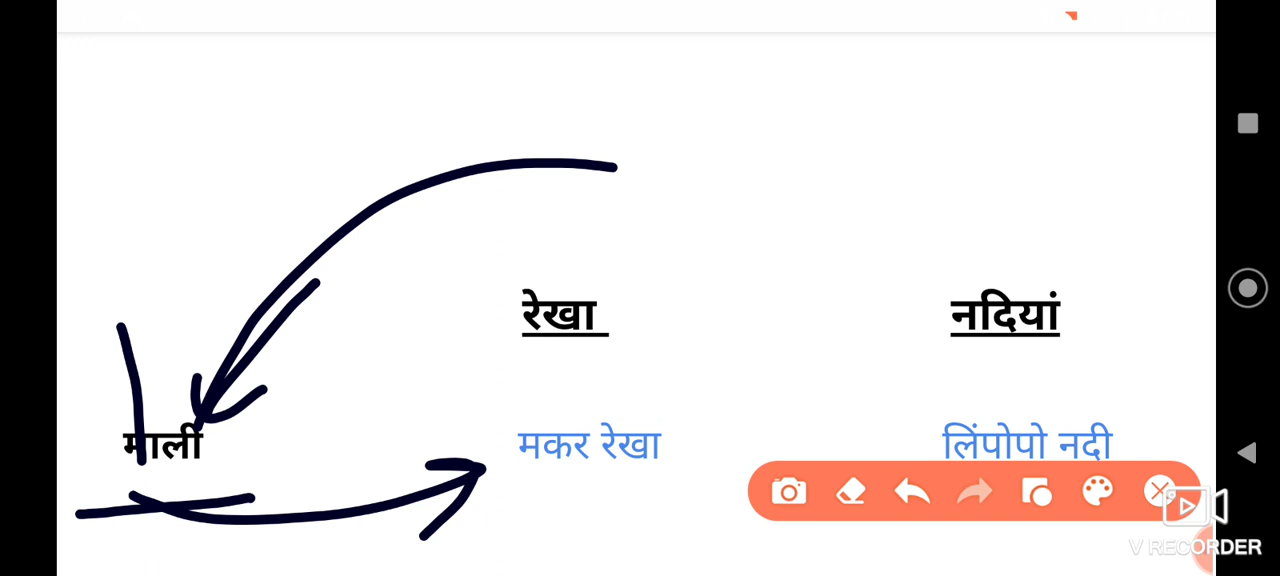 रेखा नदियां
माली मकर रेखा लिंपोपो नदी
V RECORDER